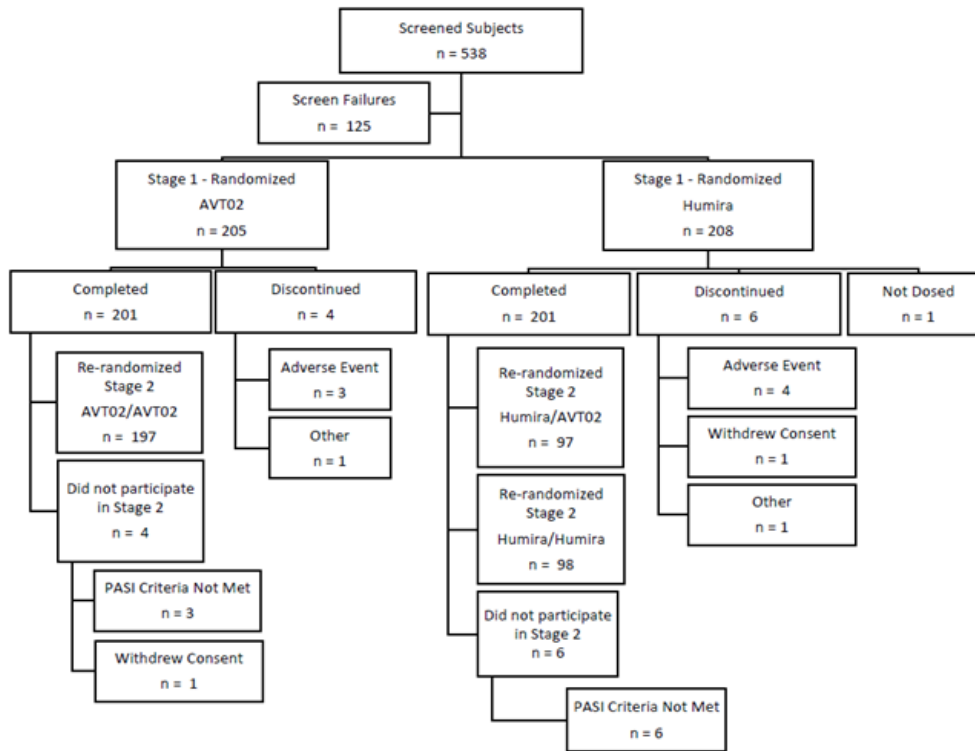 Screened Subjects
n = 538
Screen Failures
n = 125
Stage 1 - Randomized
AVT02
n = 205
Stage 1 - Randomized
Humira
n = 208
Completed
n = 201
Discontinued
n = 4
Completed
n = 201
Discontinued
n = 6
Not Dosed
n = 1
Re-randomized
Stage 2
AVT02/AVT02
n = 197
Did not participate
in Stage 2
n = 4
PASI Criteria Not Met
n = 3
Withdrew Consent
n = 1
Adverse Event
n = 3
Other
n = 1
Re-randomized
Stage 2
Humira/AVT02
n = 97
Re-randomized
Stage 2
Humira/Humira
n = 98
Did not participate
in Stage 2
n = 6
PASI Criteria Not Met
n = 6
Adverse Event
n = 4
Withdrew Consent
n = 1
Other
n = 1